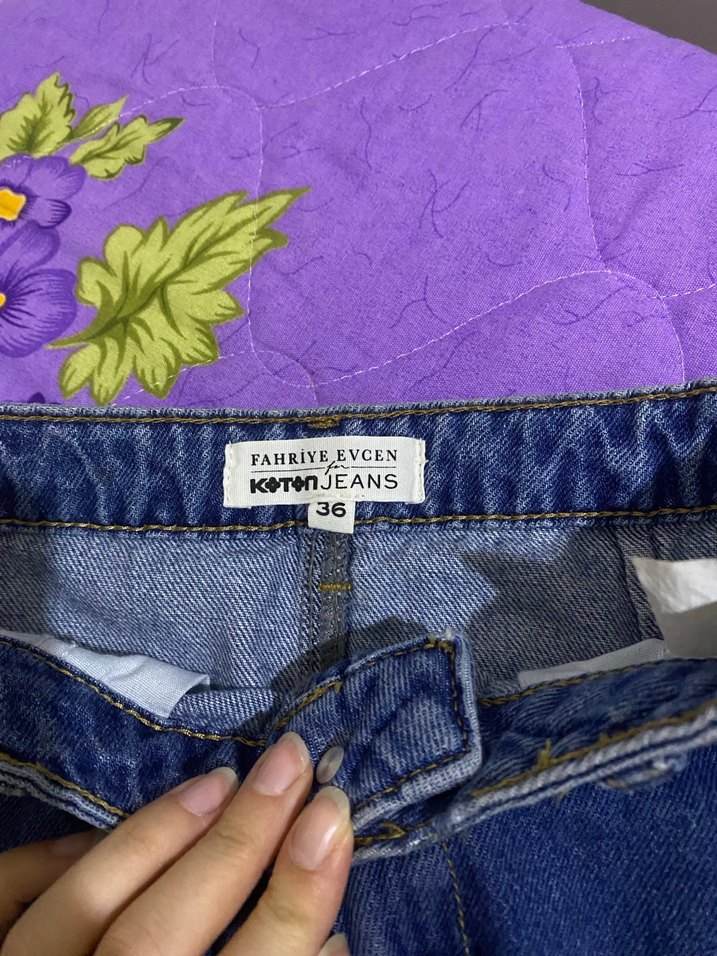 FAHRİYE EVCEN
for
KOTON JEANS
36